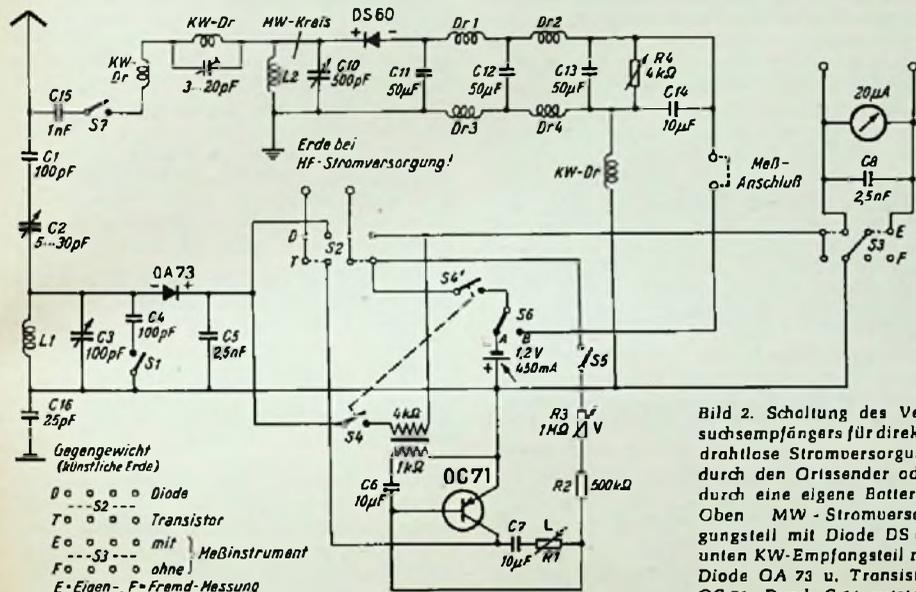 KW-Dr
MW-Kreis
DS60
+
-
Dr1
Dr2
KW-
Dr
3...20pF
L2
C10
500pF
C11
50µF
C12
50µF
C13
50µF
R4
4kΩ
C14
10µF
C15
1nF
S7
Dr3
Dr4
20µA
C1
100pF
Erde bei
HF-Stromversorgung!
KW-Dr
Meß-
Anschluß
C8
2,5nF
C2
5...30pF
D
S2
T
E
S3
F
OA73
-
+
S4'
S6
A
B
L1
C3
100pF
C4
100pF
S1
C5
2,5nF
1,2V
450mA
+
S5
C16
25pF
S4
4kΩ
1kΩ
R3
1MΩ
V
Gegengewicht
(künstliche Erde)
C6
10µF
OC71
R2
500kΩ
C7
10µF
L
R1
D Diode
---S2---
T Transistor
E mit
---S3---
Meßinstrument
F ohne
E=Eigen-, F=Fremd-Messung
Bild 2. Schaltung des Ve
suchsempfängers für direk
drahtlose Stromversorgu
durch den Ortssender od
durch eine eigene Batter
Oben MW-Stromverse
gungsteil mit Diode DS
unten KW-Empfangsteil m
Diode OA 73 u. Transist